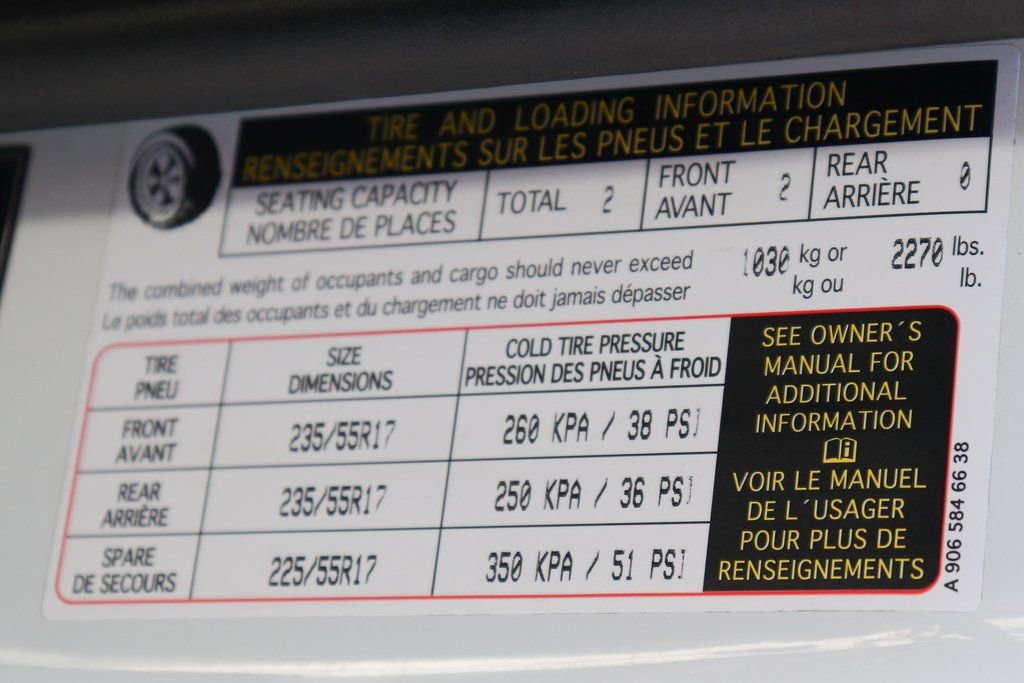 TIRE AND LOADING INFORMATION
RENSEIGNEMENTS SUR LES PNEUS ET LE CHARGEMENT
SEATING CAPACITY
NOMBRE DE PLACES
TOTAL 2
FRONT
AVANT 2
REAR
ARRIÈRE 0
The combined weight of occupants and cargo should never exceed 1030 kg or 2270 lbs.
Le poids total des occupants et du chargement ne doit jamais dépasser kg ou lb.
TIRE
PNEU
SIZE
DIMENSIONS
COLD TIRE PRESSURE
PRESSION DES PNEUS À FROID
FRONT
AVANT
235/55R17
260 KPA / 38 PSI
REAR
ARRIÈRE
235/55R17
250 KPA / 36 PSI
SPARE
DE SECOURS
225/55R17
350 KPA / 51 PSI
SEE OWNER´S
MANUAL FOR
ADDITIONAL
INFORMATION
VOIR LE MANUEL
DE L´USAGER
POUR PLUS DE
RENSEIGNEMENTS
A 906 584 66 38